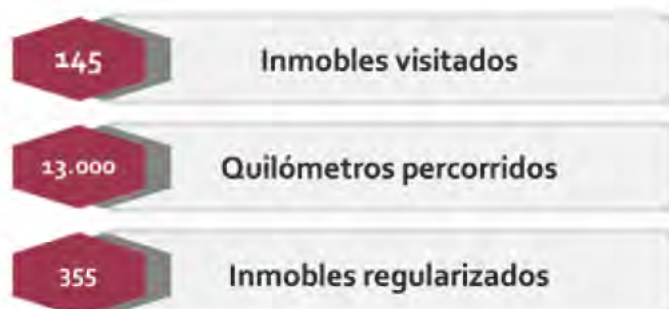 145 Inmobles visitados
13.000 Quilómetros percorridos
355 Inmobles regularizados